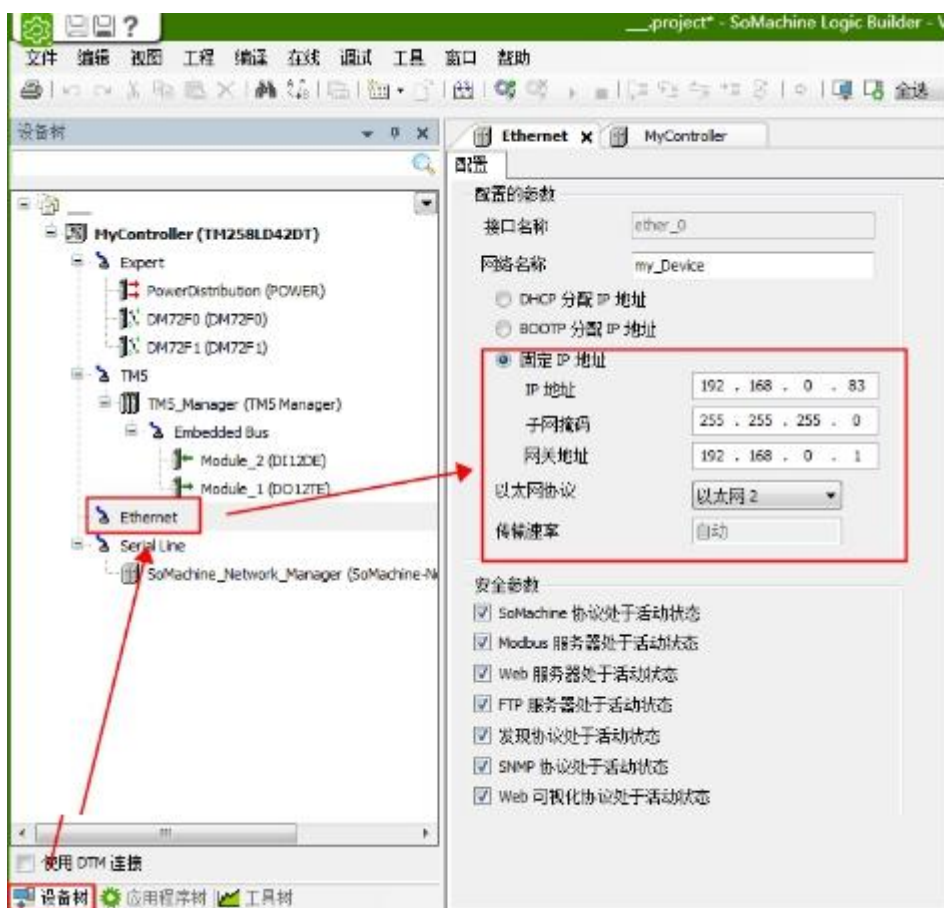 ___.project* - SoMachine Logic Builder - V
文件 编辑 视图 工程 编译 在线 调试 工具 窗口 帮助
全选
设备树
Ethernet
MyController
配置
MyController (TM258LD42DT)
Expert
PowerDistribution (POWER)
DM72F0 (DM72F0)
DM72F1 (DM72F1)
TM5
TM5_Manager (TM5 Manager)
Embedded Bus
Module_2 (DI12DE)
Module_1 (DO12TE)
Ethernet
Serial Line
SoMachine_Network_Manager (SoMachine-N
使用 DTM 连接
设备树 应用程序树 工具树
配置的参数
接口名称 ether_0
网络名称 my_Device
DHCP 分配 IP 地址
BOOTP 分配 IP 地址
固定 IP 地址
IP 地址 192 . 168 . 0 . 83
子网掩码 255 . 255 . 255 . 0
网关地址 192 . 168 . 0 . 1
以太网协议 以太网 2
传输速率 自动
安全参数
SoMachine 协议处于活动状态
Modbus 服务器处于活动状态
Web 服务器处于活动状态
FTP 服务器处于活动状态
发现协议处于活动状态
SNMP 协议处于活动状态
Web 可视化协议处于活动状态